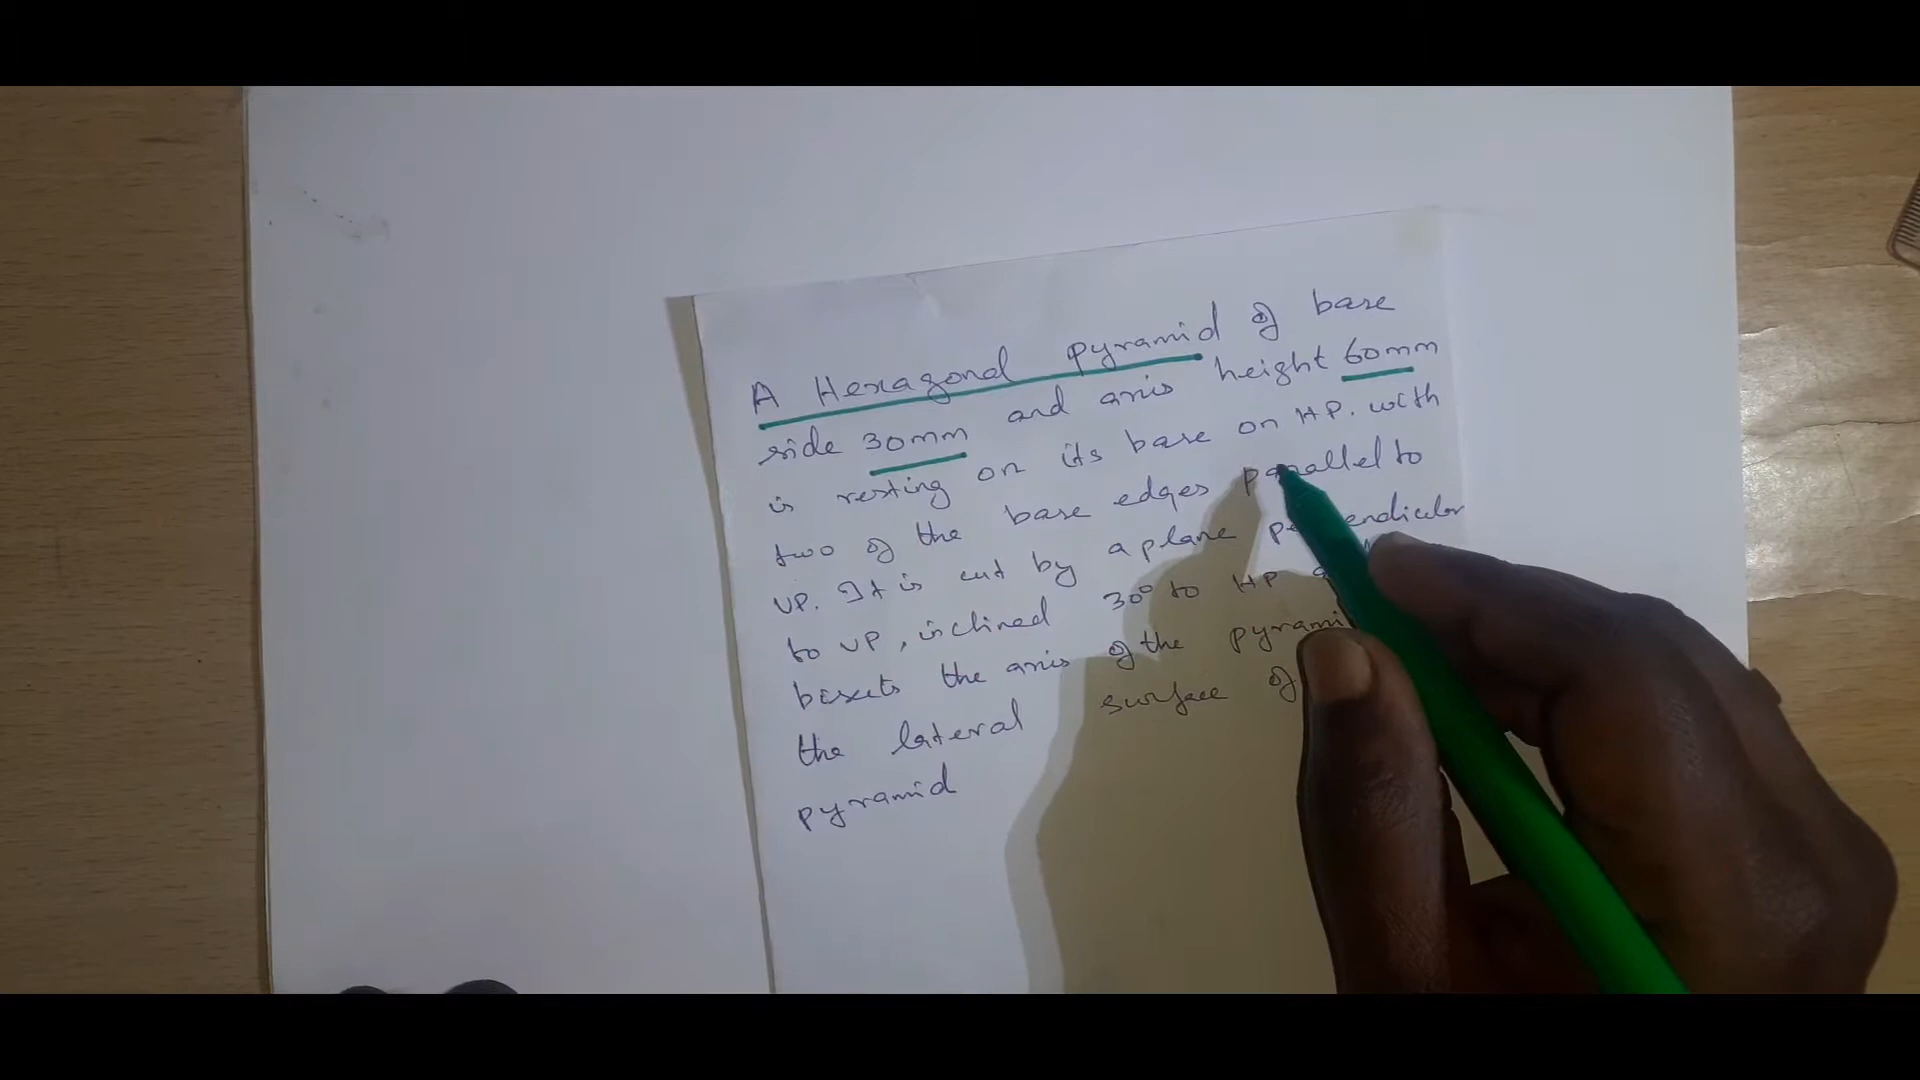 A Hexagonal pyramid of base
side 30mm and axis height 60mm
is resting on its base on HP. with
two of the base edges parallel to
VP. It is cut by a plane perpendicular
to VP, inclined 30° to HP
bisects the axis of the pyramid
the lateral surface of
pyramid